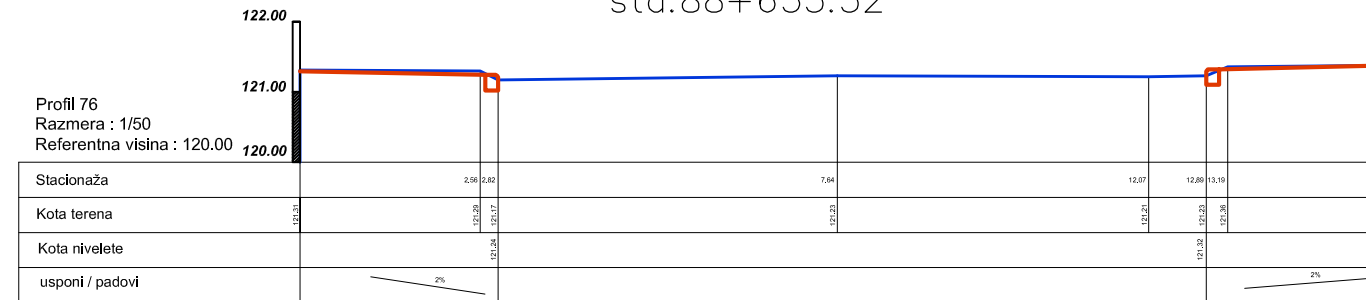 122.00
121.00
Profil 76
Razmera : 1/50
Referentna visina : 120.00
120.00
Stacionaža 2,56 2,82 7,64 12,07 12,89 13,19
Kota terena 121,31 121,29 121,17 121,23 121,21 121,23 121,36
Kota nivelete 121,24 121,32
usponi / padovi 2% 2%